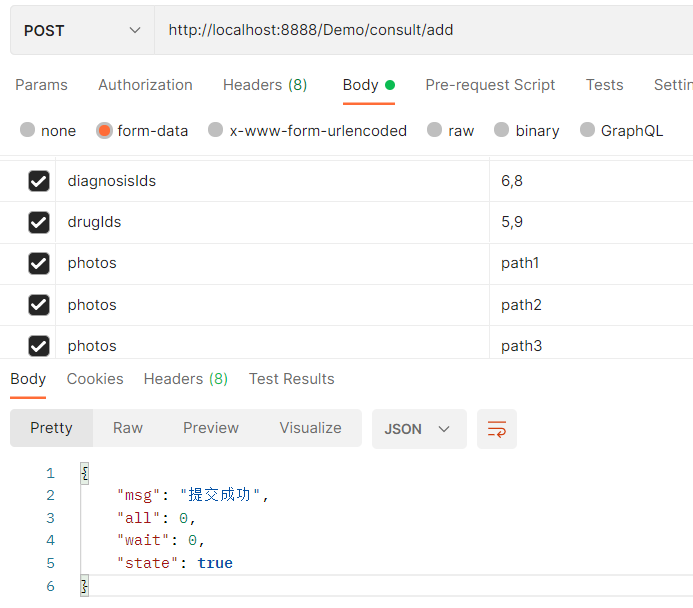 POST http://localhost:8888/Demo/consult/add
Params Authorization Headers (8) Body Pre-request Script Tests Settin
none form-data x-www-form-urlencoded raw binary GraphQL
diagnosisIds 6,8
drugIds 5,9
photos path1
photos path2
photos path3
Body Cookies Headers (8) Test Results
Pretty Raw Preview Visualize JSON
1 {
2 "msg": "提交成功",
3 "all": 0,
4 "wait": 0,
5 "state": true
6 }